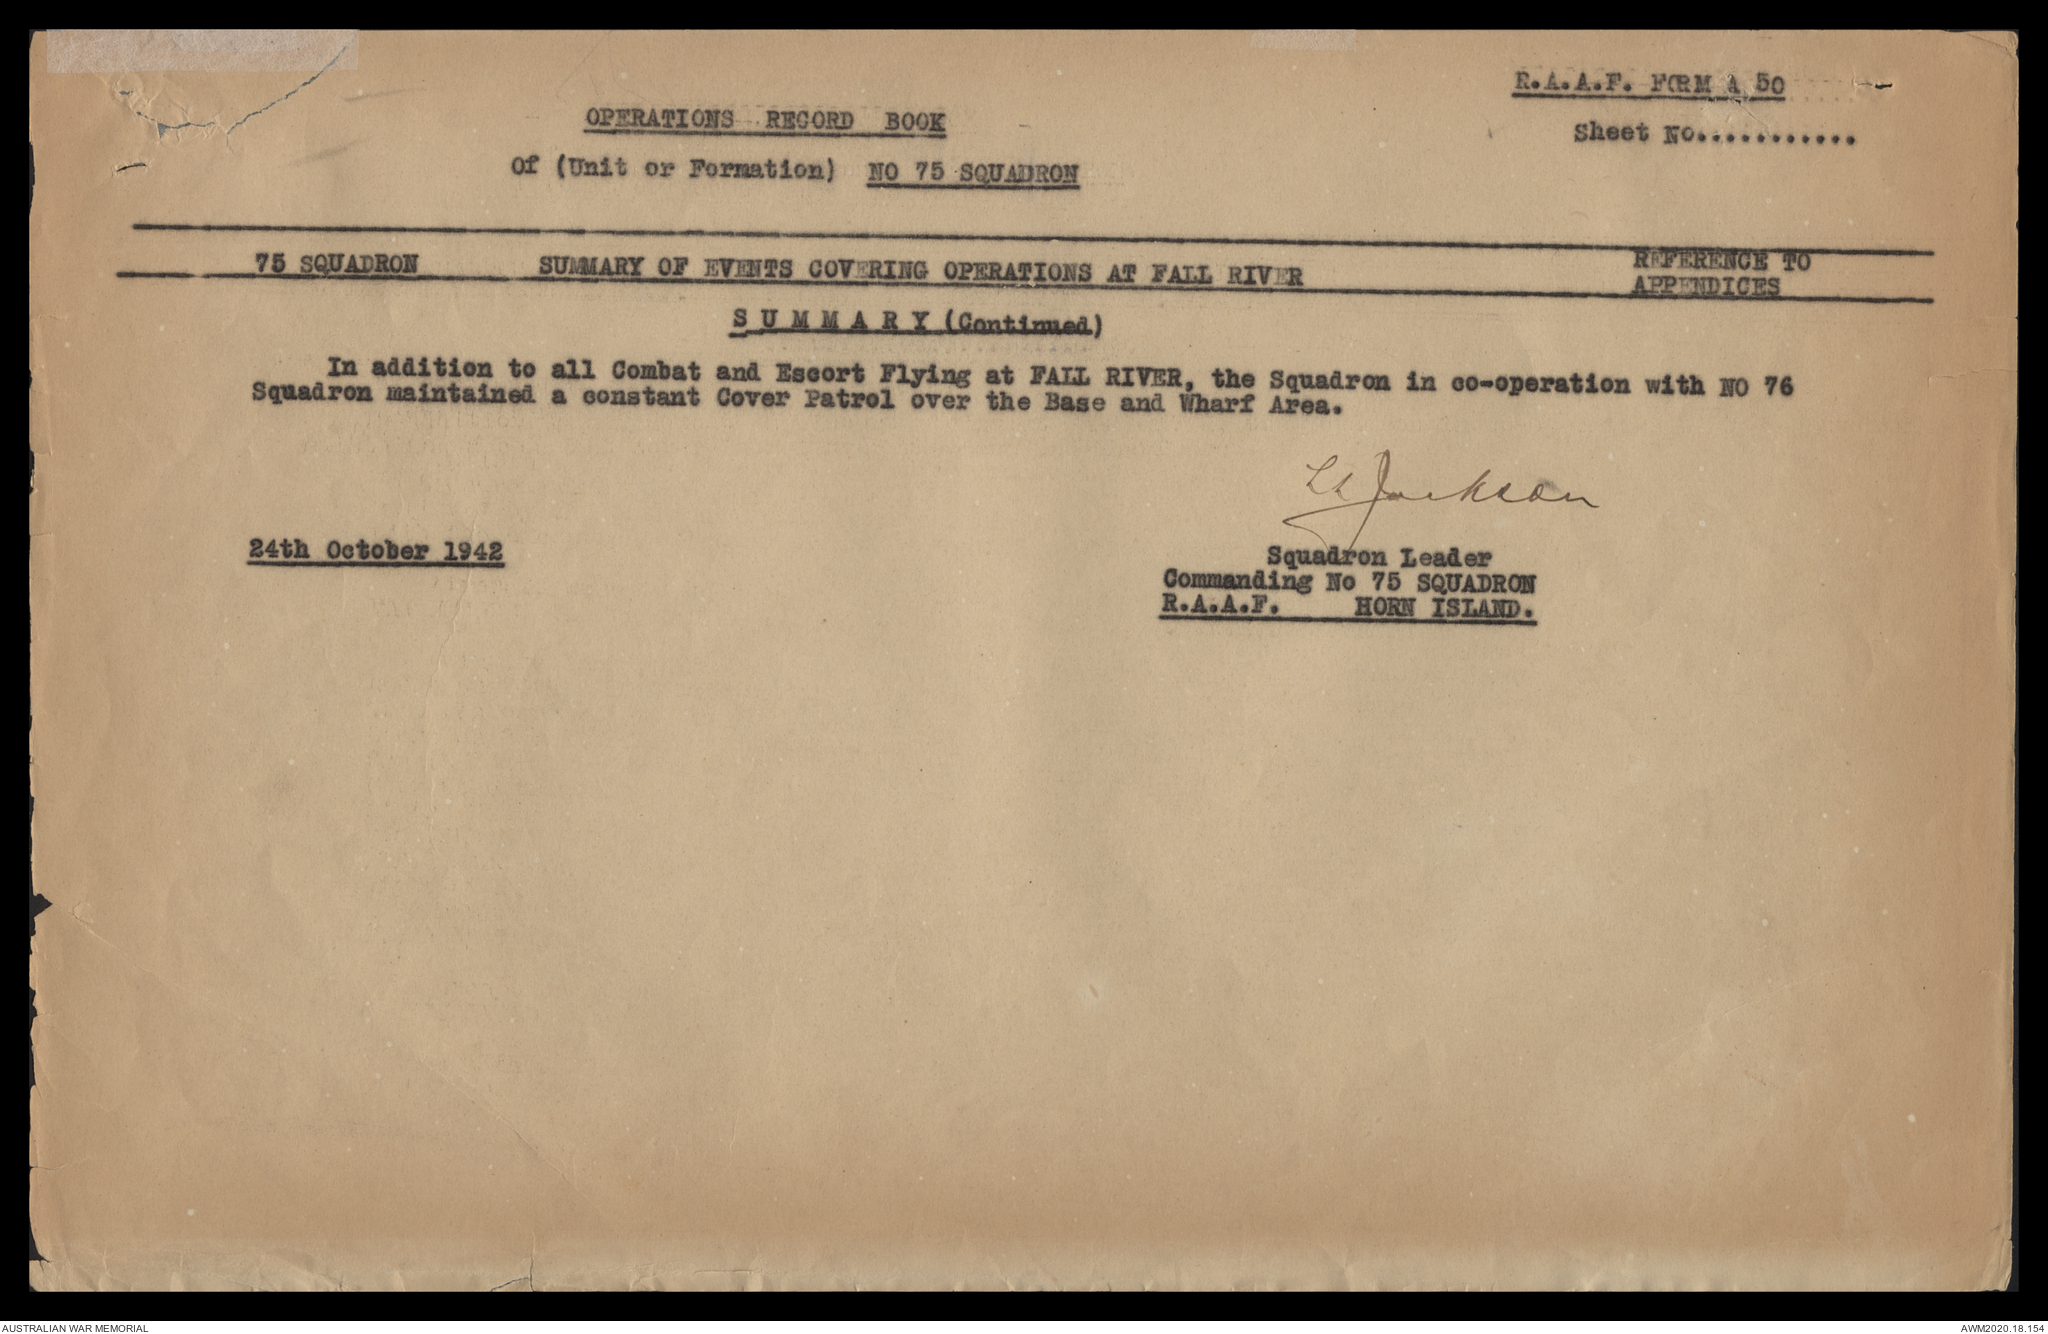 R.A.A.F. FORM A 50
OPERATIONS RECORD BOOK
Sheet No...........
Of (Unit or Formation) NO 75 SQUADRON
75 SQUADRON SUMMARY OF EVENTS COVERING OPERATIONS AT FALL RIVER REFERENCE TO
APPENDICES
S U M M A R Y (Continued)
In addition to all Combat and Escort Flying at FALL RIVER, the Squadron in co-operation with NO 76
Squadron maintained a constant Cover Patrol over the Base and Wharf Area.
Jackson
24th October 1942
Squadron Leader
Commanding No 75 SQUADRON
R.A.A.F. HORN ISLAND.
AUSTRALIAN WAR MEMORIAL
AWM2020.18.154